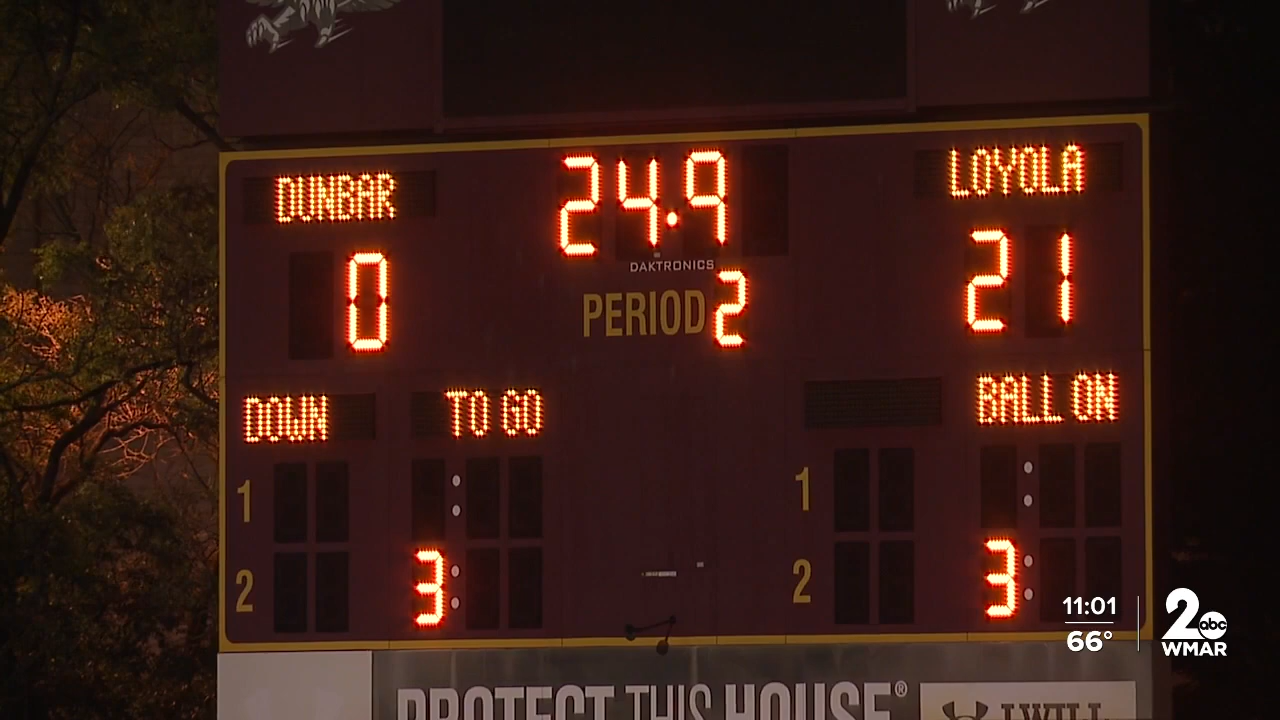 DUNBAR 24.9 LOYOLA
0 DAKTRONICS 21
PERIOD 2
DOWN TO GO BALL ON
1 : 1 :
2 3: 2 3:
11:01
66°
2 abc
WMAR
PROTECT THIS HOUSE®
I WILL